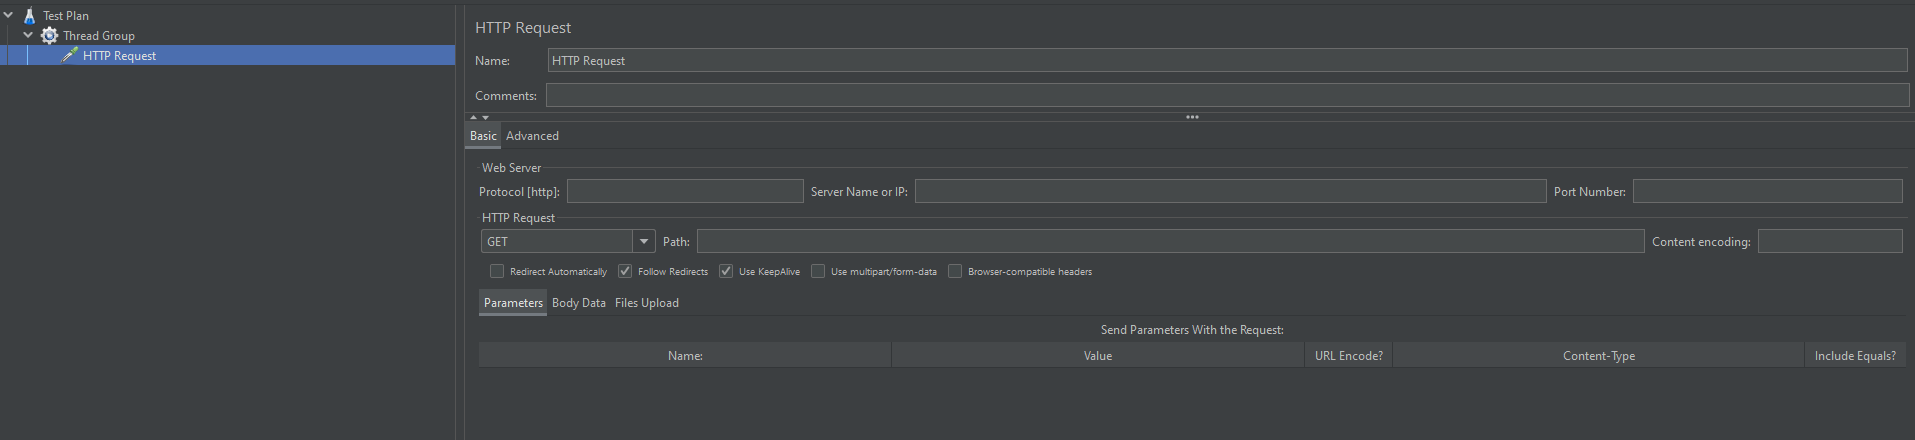 Test Plan
Thread Group
HTTP Request
HTTP Request
Name: HTTP Request
Comments:
Basic Advanced
Web Server
Protocol [http]: Server Name or IP: Port Number:
HTTP Request
GET Path: Content encoding:
Redirect Automatically Follow Redirects Use KeepAlive Use multipart/form-data Browser-compatible headers
Parameters Body Data Files Upload
Send Parameters With the Request:
Name: Value URL Encode? Content-Type Include Equals?